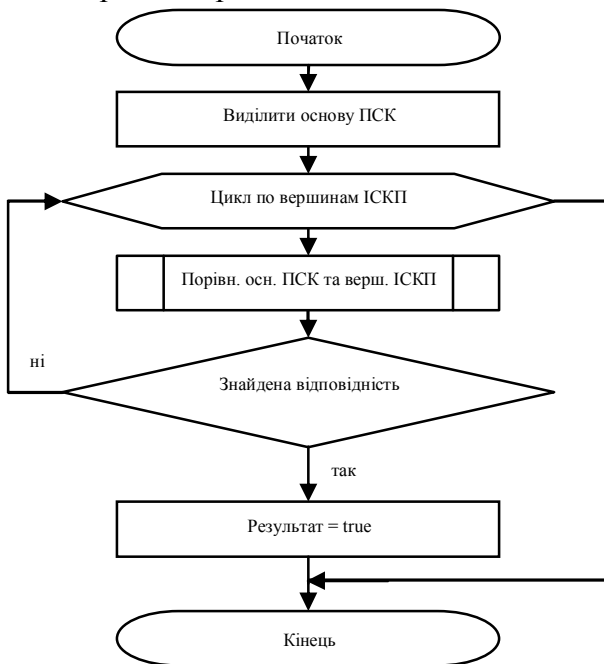 Початок
Виділити основу ПСК
Цикл по вершинам ІСКП
Порівн. осн. ПСК та верш. ІСКП
ні
Знайдена відповідність
так
Результат = true
Кінець